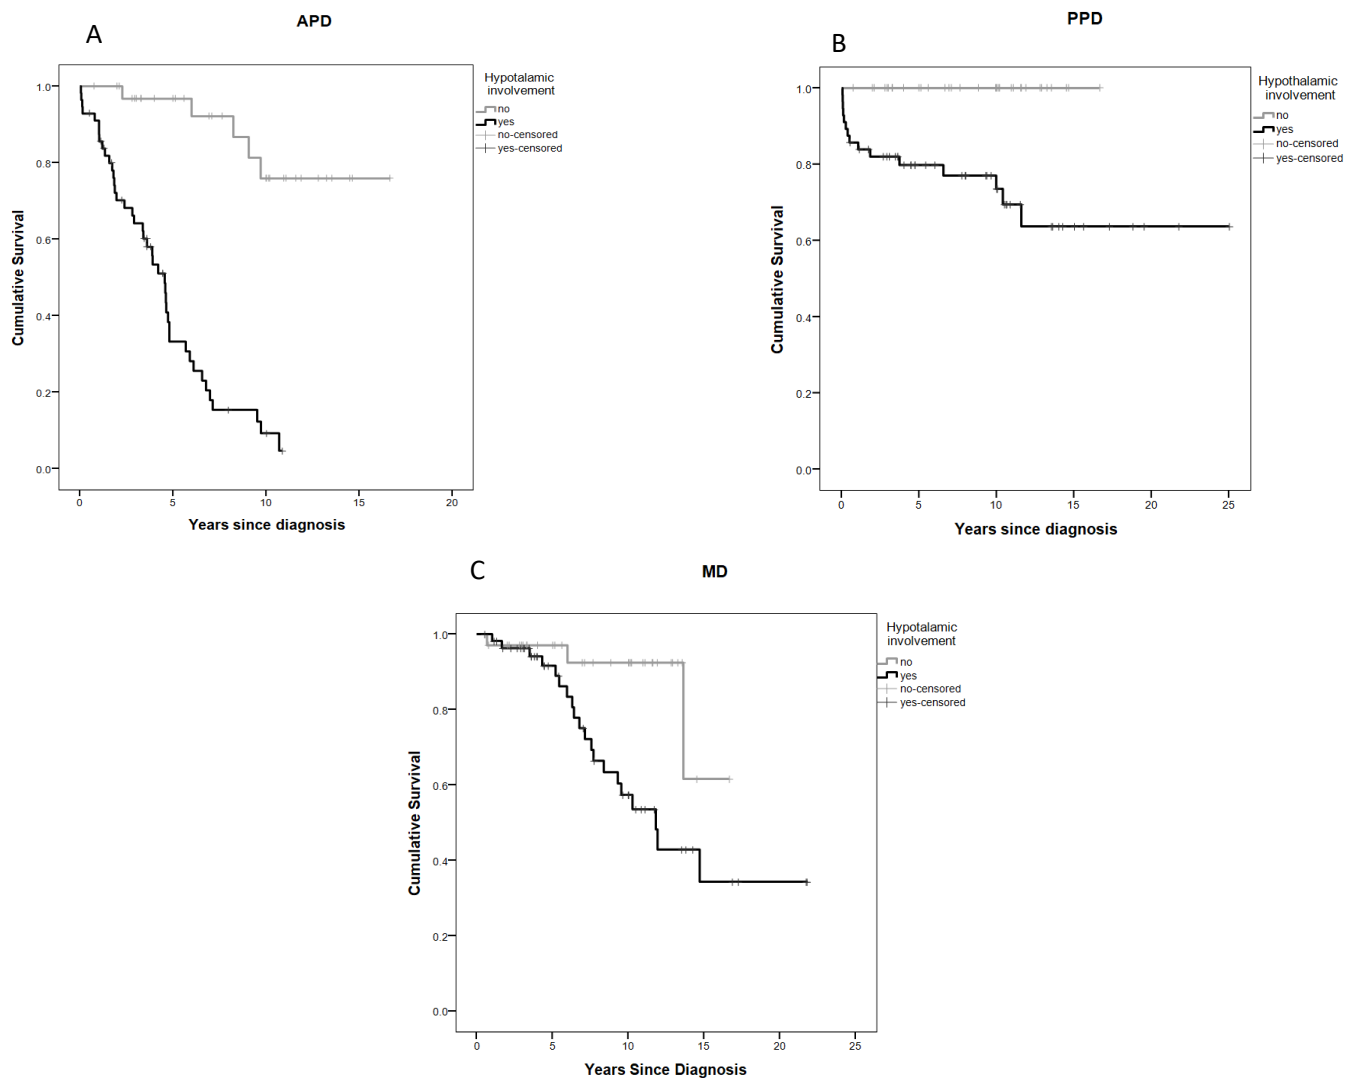 A
APD
1.0
0.8
0.6
0.4
0.2
0.0
Cumulative Survival
0
5
10
15
20
Years since diagnosis
Hypotalamic
involvement
no
yes
no-censored
yes-censored
B
PPD
1.0
0.8
0.6
0.4
0.2
0.0
Cumulative Survival
0
5
10
15
20
25
Years since diagnosis
Hypothalamic
involvement
no
yes
no-censored
yes-censored
C
MD
1.0
0.8
0.6
0.4
0.2
0.0
Cumulative Survival
0
5
10
15
20
25
Years Since Diagnosis
Hypotalamic
involvement
no
yes
no-censored
yes-censored